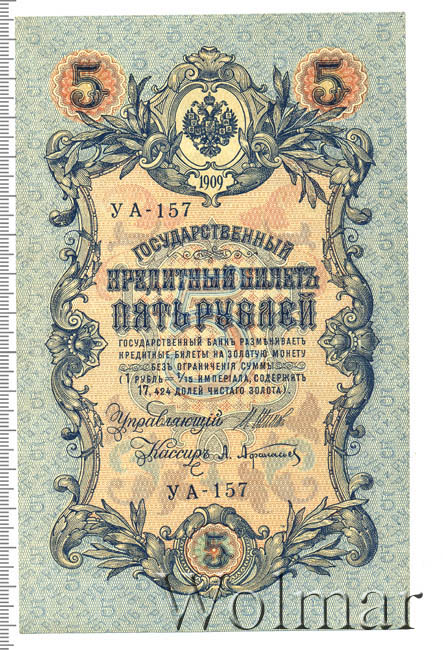 5 5
1909
УА-157
ГОСУДАРСТВЕННЫЙ
КРЕДИТНЫЙ БИЛЕТЪ
ПЯТЬ РУБЛЕЙ
ГОСУДАРСТВЕННЫЙ БАНКЪ РАЗМѢНИВАЕТЪ
КРЕДИТНЫЕ БИЛЕТЫ НА ЗОЛОТУЮ МОНЕТУ
БЕЗЪ ОГРАНИЧЕНІЯ СУММЫ
(1 РУБЛЬ = 1/15 ИМПЕРІАЛА, СОДЕРЖИТЪ
17,424 ДОЛЕЙ ЧИСТАГО ЗОЛОТА).
Управляющій
Кассиръ А. Афанасьев
УА-157
5
Wolmar